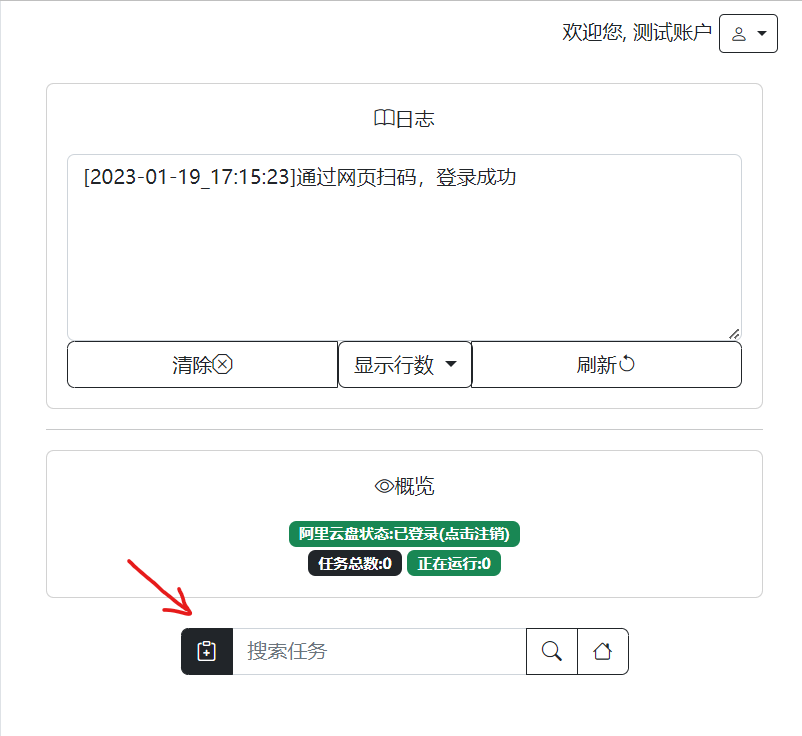 欢迎您, 测试账户
日志
[2023-01-19_17:15:23]通过网页扫码，登录成功
清除 显示行数 刷新
概览
阿里云盘状态:已登录(点击注销)
任务总数:0 正在运行:0
搜索任务